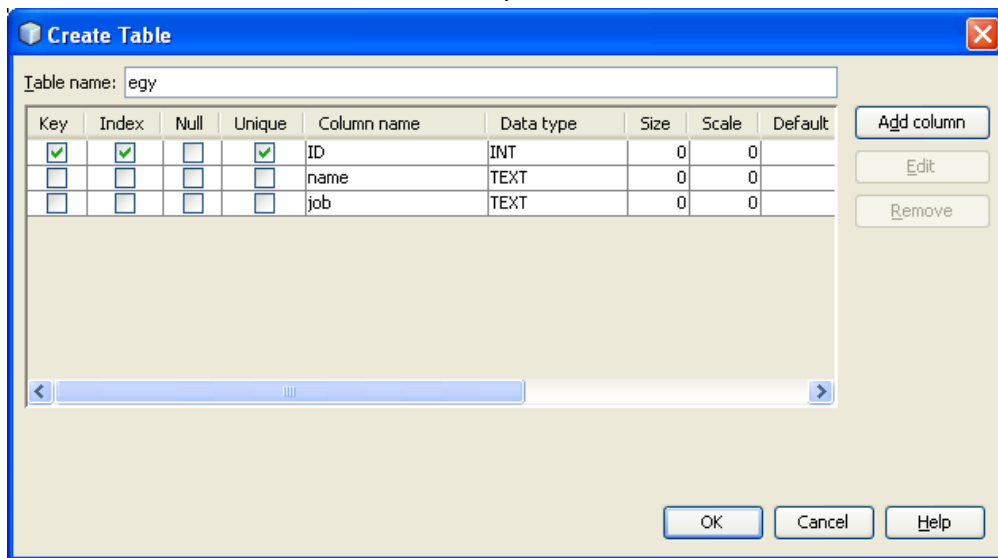 Create Table
Table name: egy
Key Index Null Unique Column name Data type Size Scale Default
ID INT 0 0
name TEXT 0 0
job TEXT 0 0
Add column
Edit
Remove
OK Cancel Help